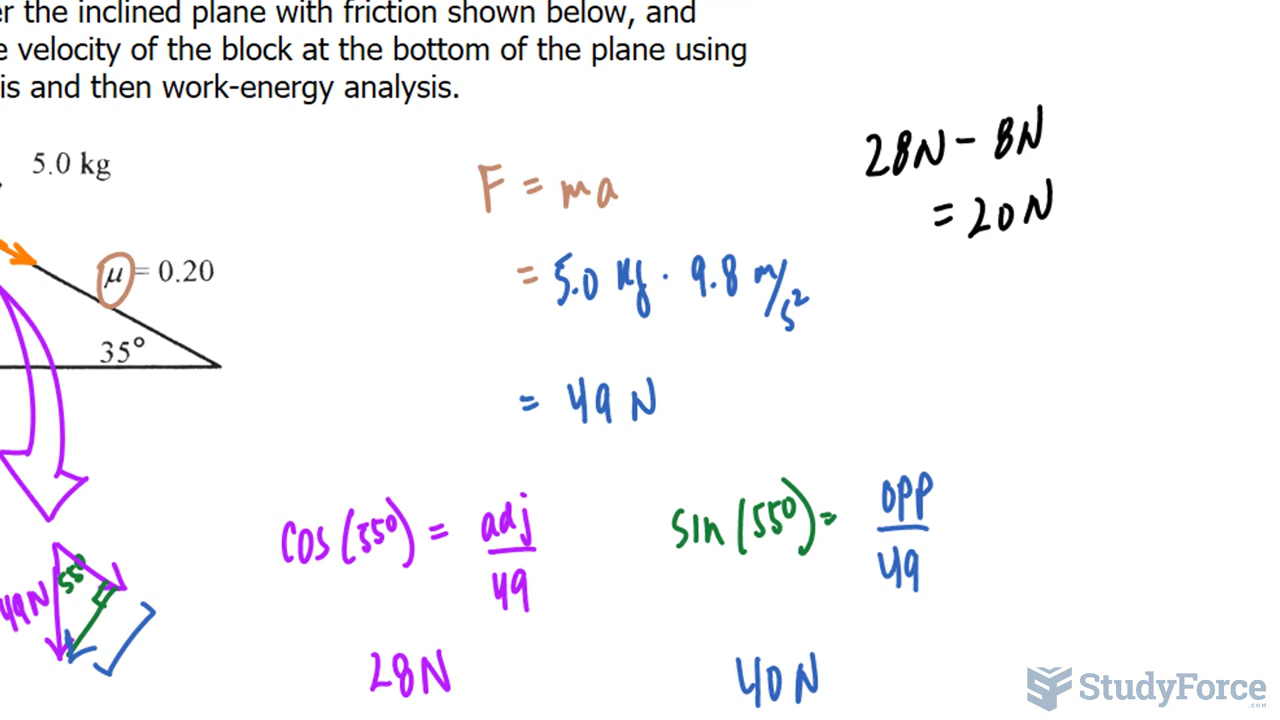 er the inclined plane with friction shown below, and
e velocity of the block at the bottom of the plane using
is and then work-energy analysis.
5.0 kg
μ = 0.20
35°
F = ma
= 5.0 kg · 9.8 m/s²
= 49 N
28N - 8N
= 20N
cos(55°) = adj/49
28N
sin(55°) = opp/49
40N
49N
55°
StudyForce
.COM